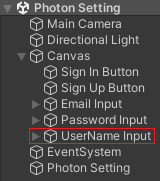 Photon Setting
Main Camera
Directional Light
Canvas
Sign In Button
Sign Up Button
Email Input
Password Input
UserName Input
EventSystem
Photon Setting